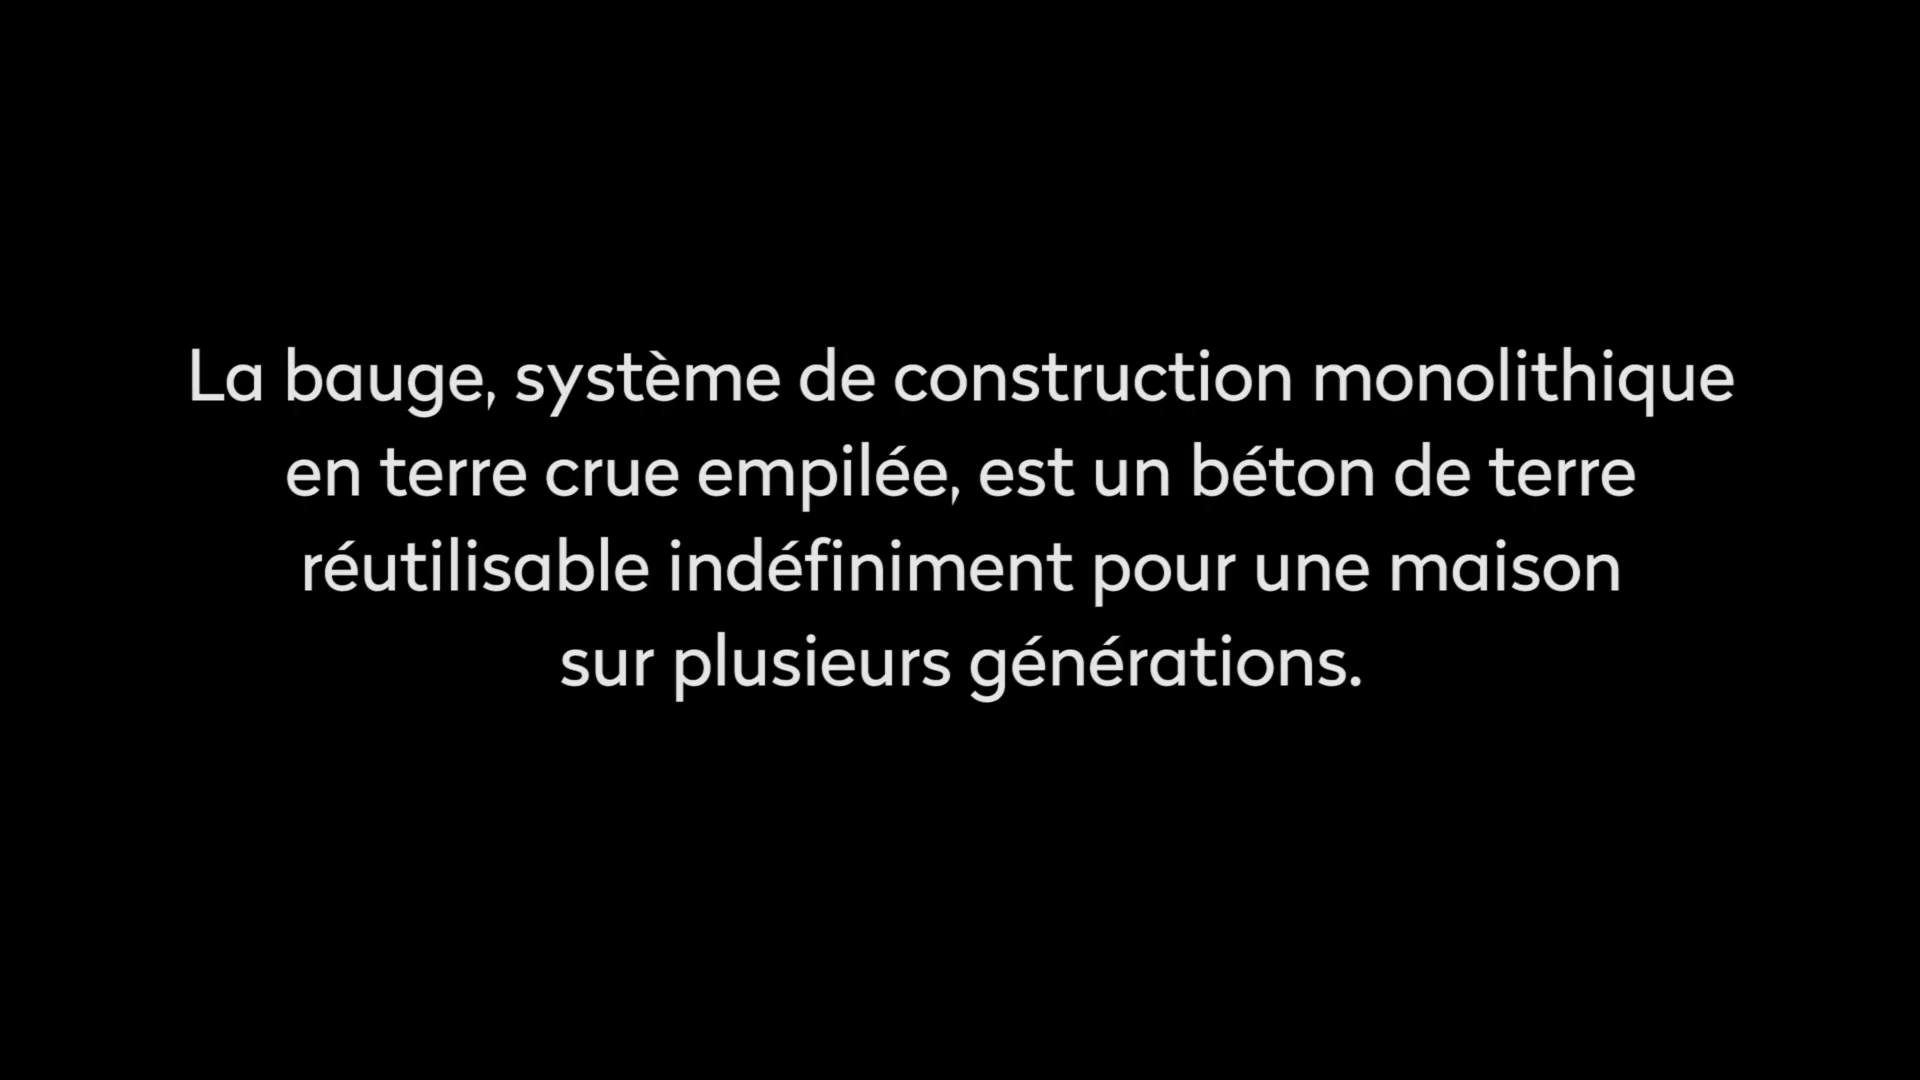 La bauge, système de construction monolithique
en terre crue empilée, est un béton de terre
réutilisable indéfiniment pour une maison
sur plusieurs générations.